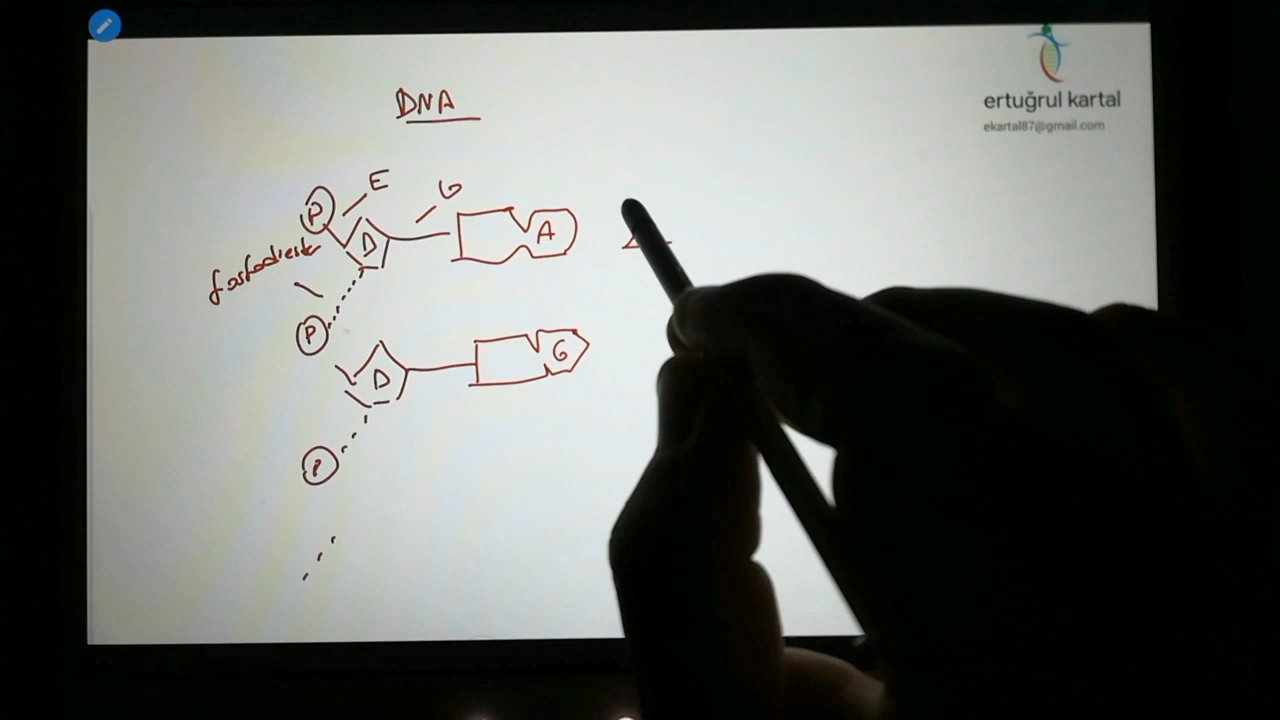 DNA
ertuğrul kartal
ekartal87@gmail.com
E
G
P
D
A
fosfodiester
P
D
G
P